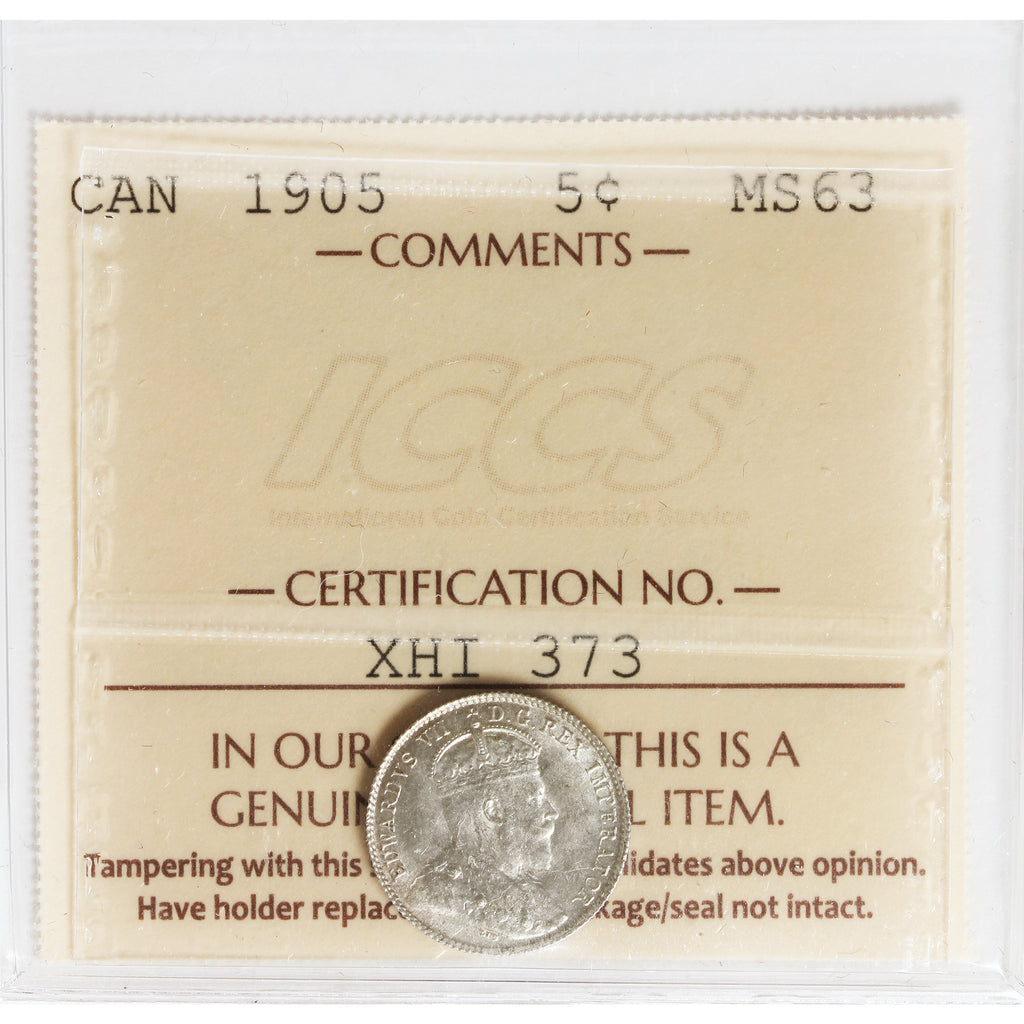 CAN 1905 5¢ MS63
— COMMENTS —
ICCS
International Coin Certification Service
— CERTIFICATION NO. —
XHI 373
IN OUR THIS IS A
GENUIN L ITEM.
Tampering with this idates above opinion.
Have holder replac kage/seal not intact.
EDWARDVS VII D.G. REX IMPERATOR